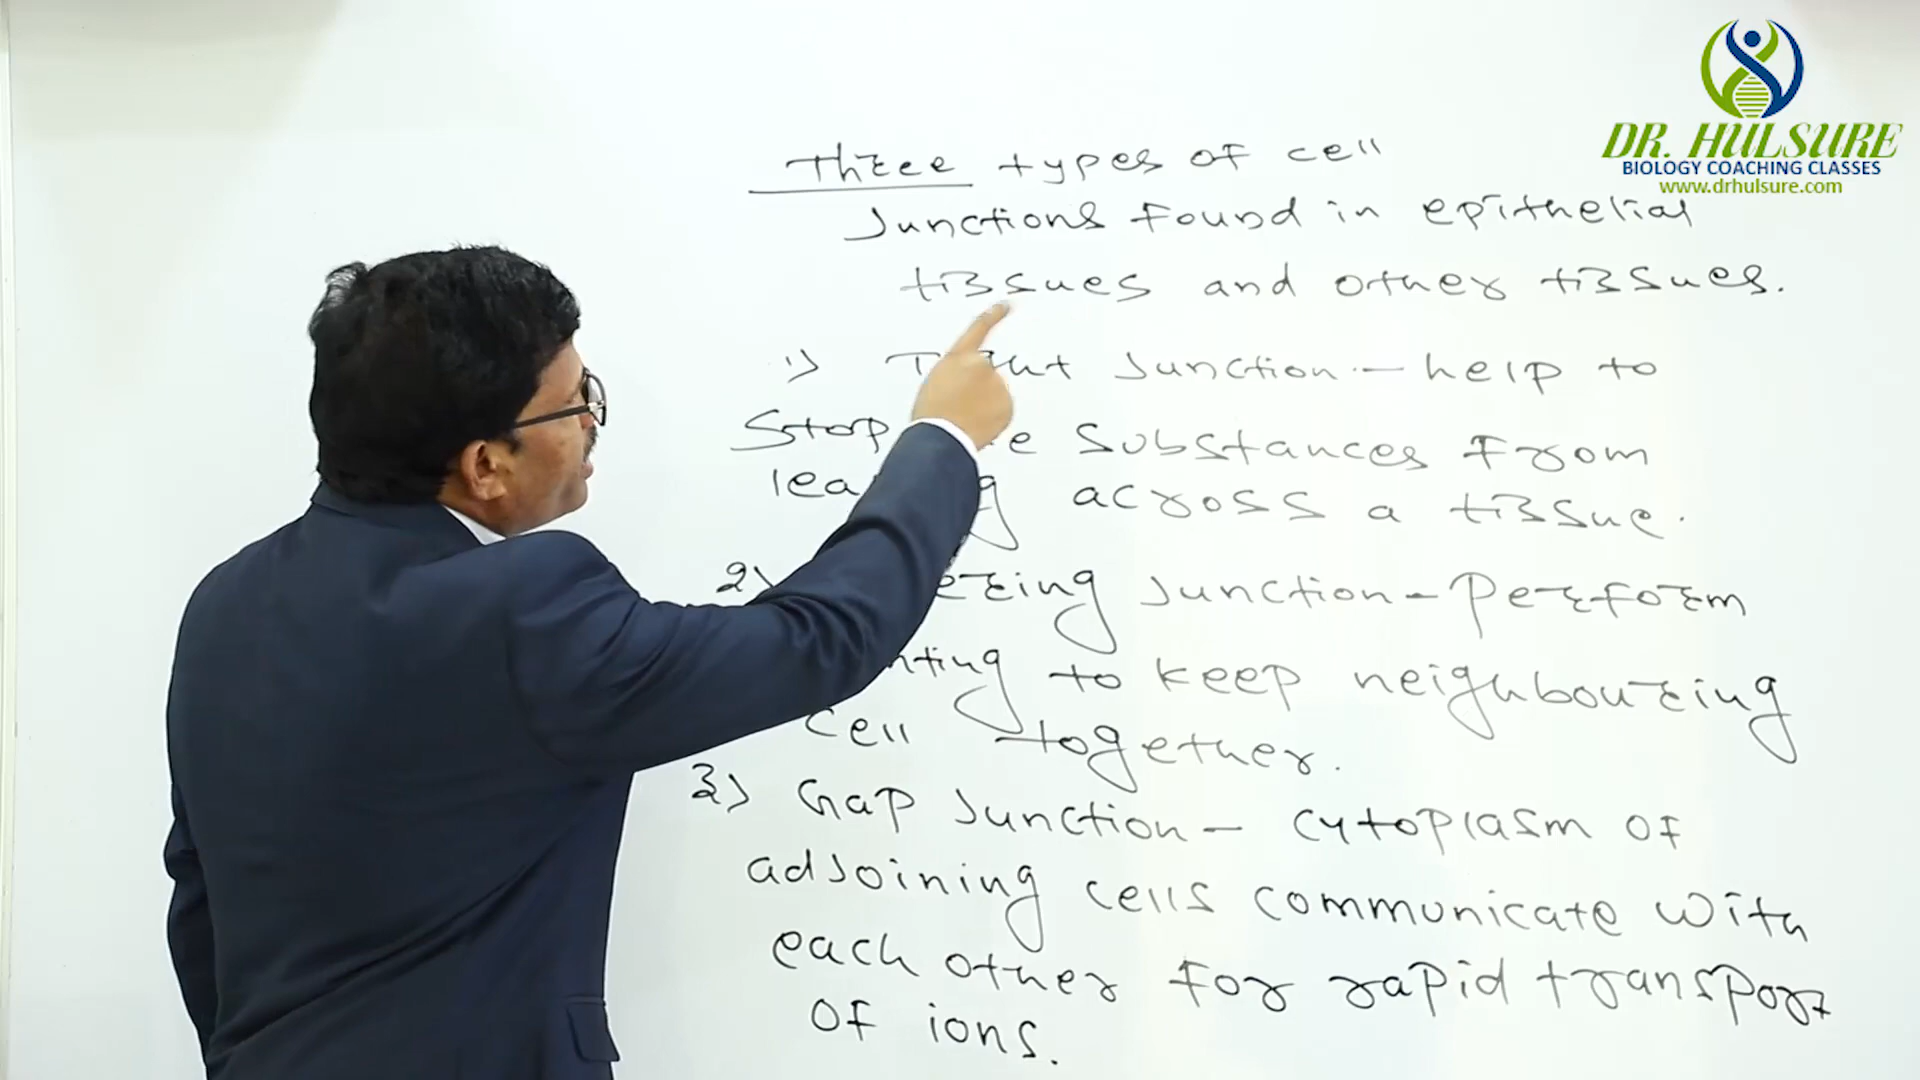 DR. HULSURE
BIOLOGY COACHING CLASSES
www.drhulsure.com
Three types of cell
Junctions found in epithelial
tissues and other tissues.
1) Junction - help to
Stop substances from
across a tissue.
2) Junction - Perform
to keep neighbouring
cell together.
3) Gap Junction - cytoplasm of
adjoining cells communicate with
each other for rapid transport
of ions.